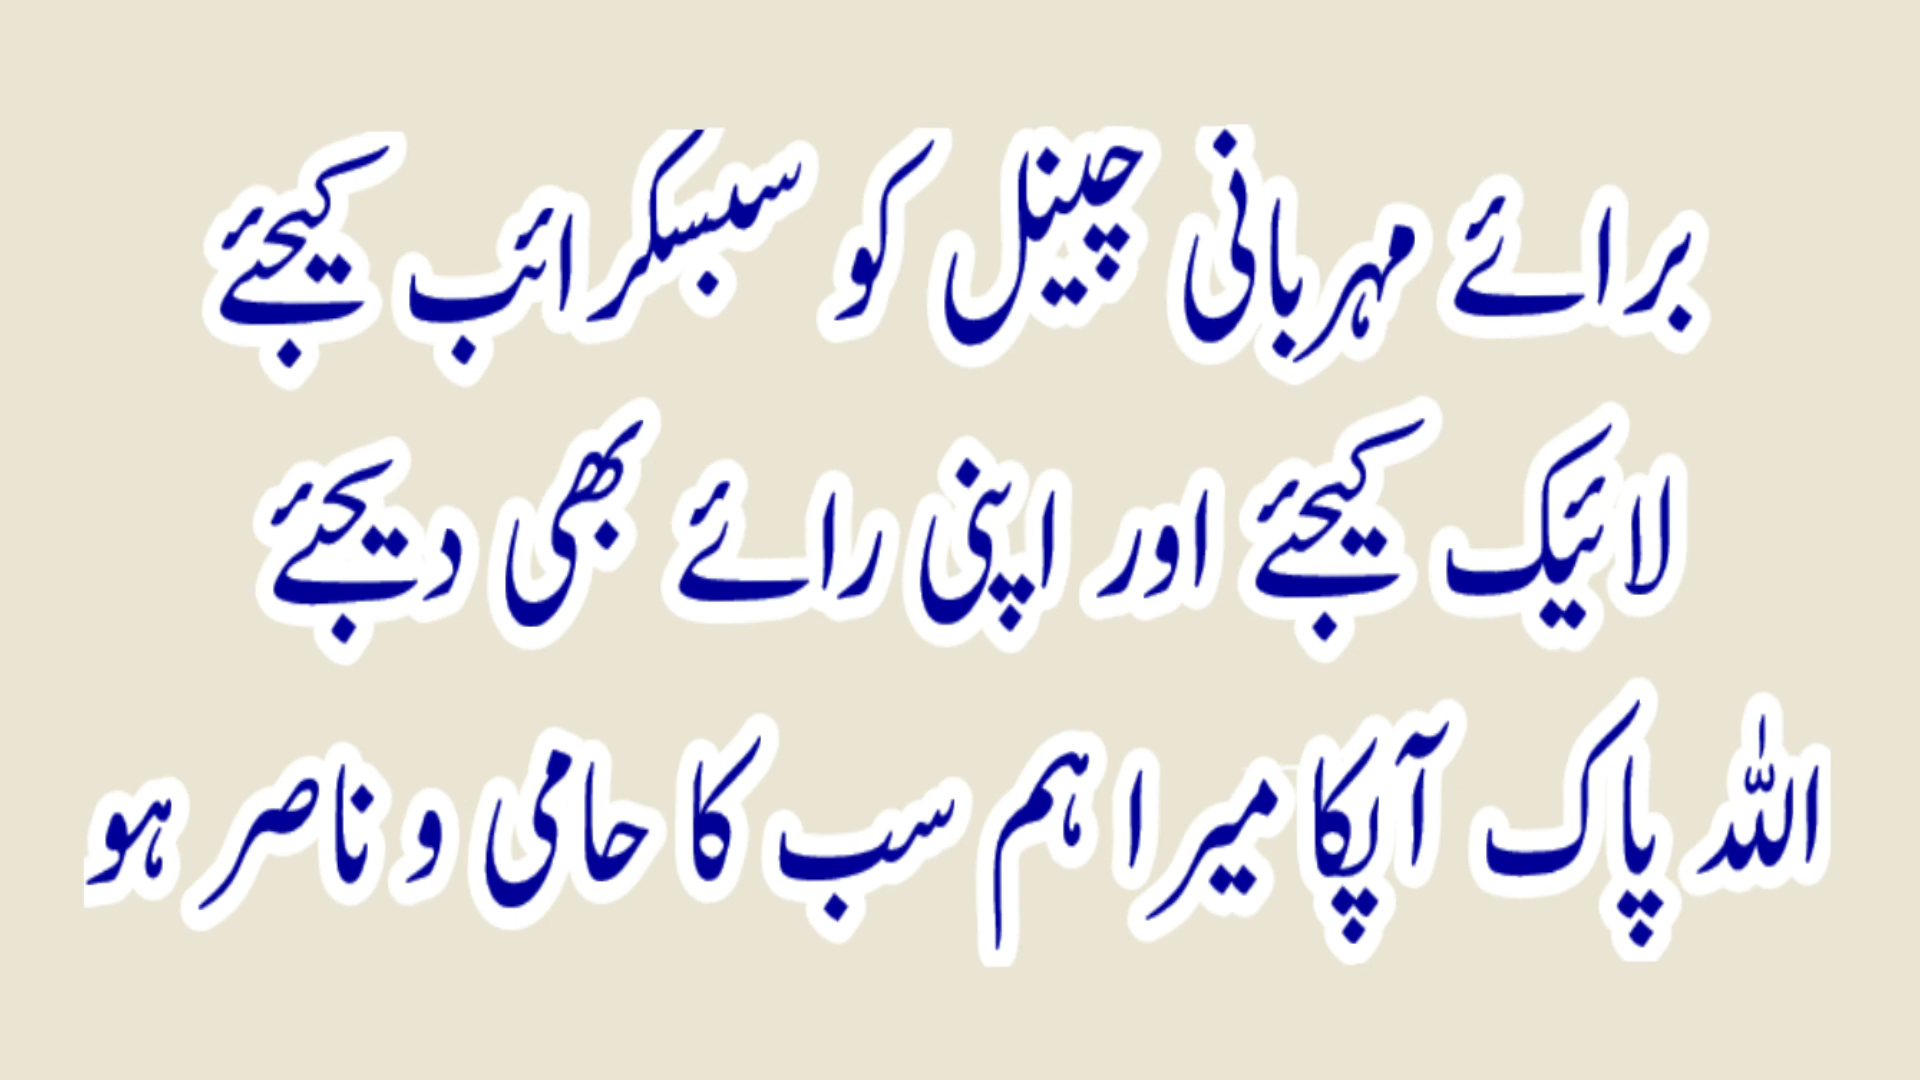 برائے مہربانی چینل کو سبسکرائب کیجئے
لائیک کیجئے اور اپنی رائے بھی دیجئے
اللہ پاک آپکا میرا ہم سب کا حامی و ناصر ہو